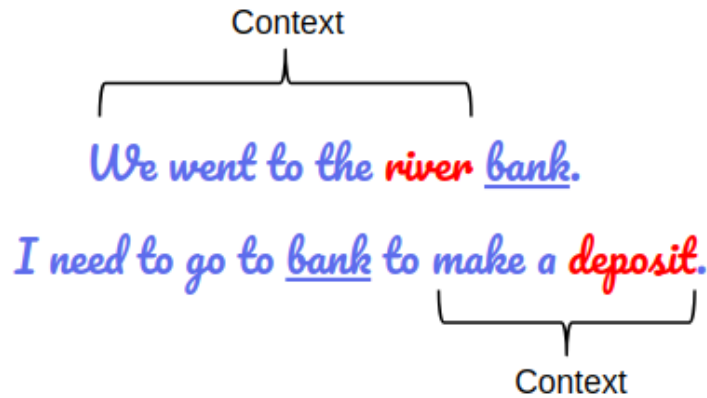 Context
We went to the river bank.
I need to go to bank to make a deposit.
Context